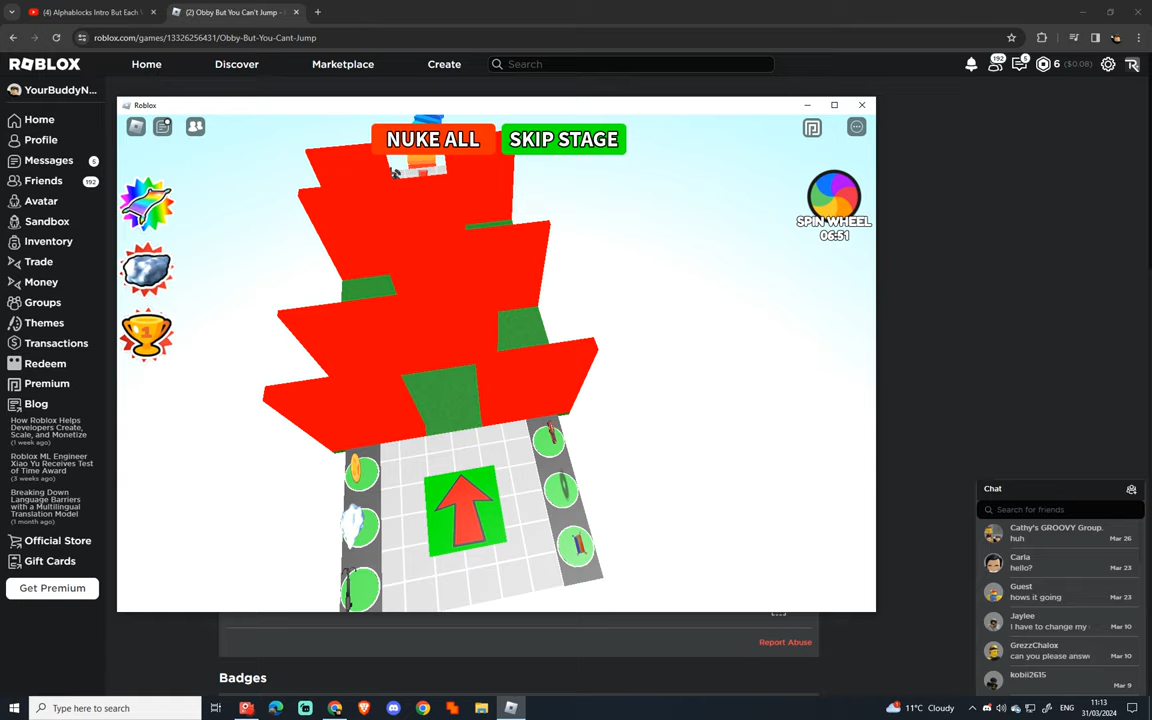 (4) Alphablocks Intro But Each
(2) Obby But You Can't Jump -
roblox.com/games/13326256431/Obby-But-You-Cant-Jump
ROBLOX
Home
Discover
Marketplace
Create
Search
192
5
6 ($0.08)
YourBuddyN...
Home
Profile
Messages
5
Friends
192
Avatar
Sandbox
Inventory
Trade
Money
Groups
Themes
Transactions
Redeem
Premium
Blog
How Roblox Helps
Developers Create,
Scale, and Monetize
(1 week ago)
Roblox ML Engineer
Xiao Yu Receives Test
of Time Award
(3 weeks ago)
Breaking Down
Language Barriers
with a Multilingual
Translation Model
(1 month ago)
Official Store
Gift Cards
Get Premium
Roblox
NUKE ALL
SKIP STAGE
SPIN WHEEL
06:51
1
Report Abuse
Badges
Chat
Search for friends
Cathy's GROOVY Group.
huh
Mar 26
Carla
hello?
Mar 23
Guest
hows it going
Mar 23
Jaylee
I have to change my
Mar 10
GrezzChalox
can you please answ
Mar 10
kobii2615
Mar 9
Type here to search
11°C Cloudy
ENG
11:13
31/03/2024